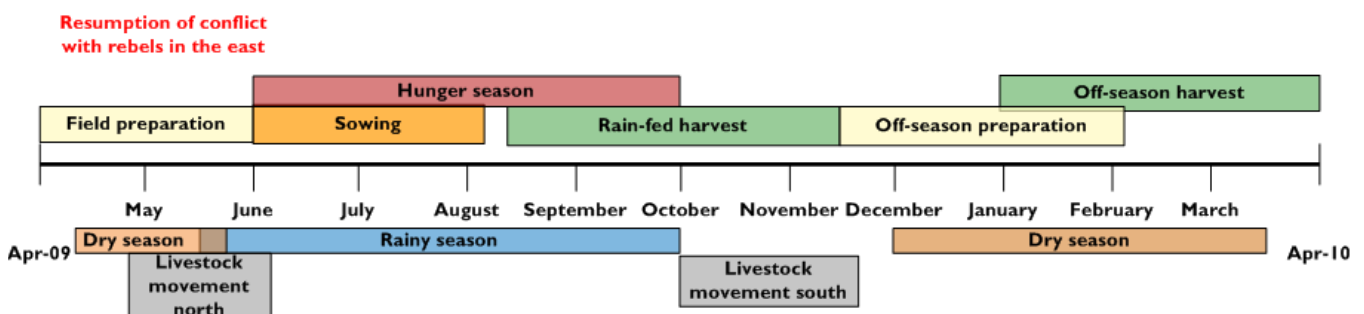 Resumption of conflict
with rebels in the east
Hunger season
Off-season harvest
Field preparation
Sowing
Rain-fed harvest
Off-season preparation
May
June
July
August
September
October
November
December
January
February
March
Apr-09
Dry season
Rainy season
Dry season
Apr-10
Livestock
movement
north
Livestock
movement south